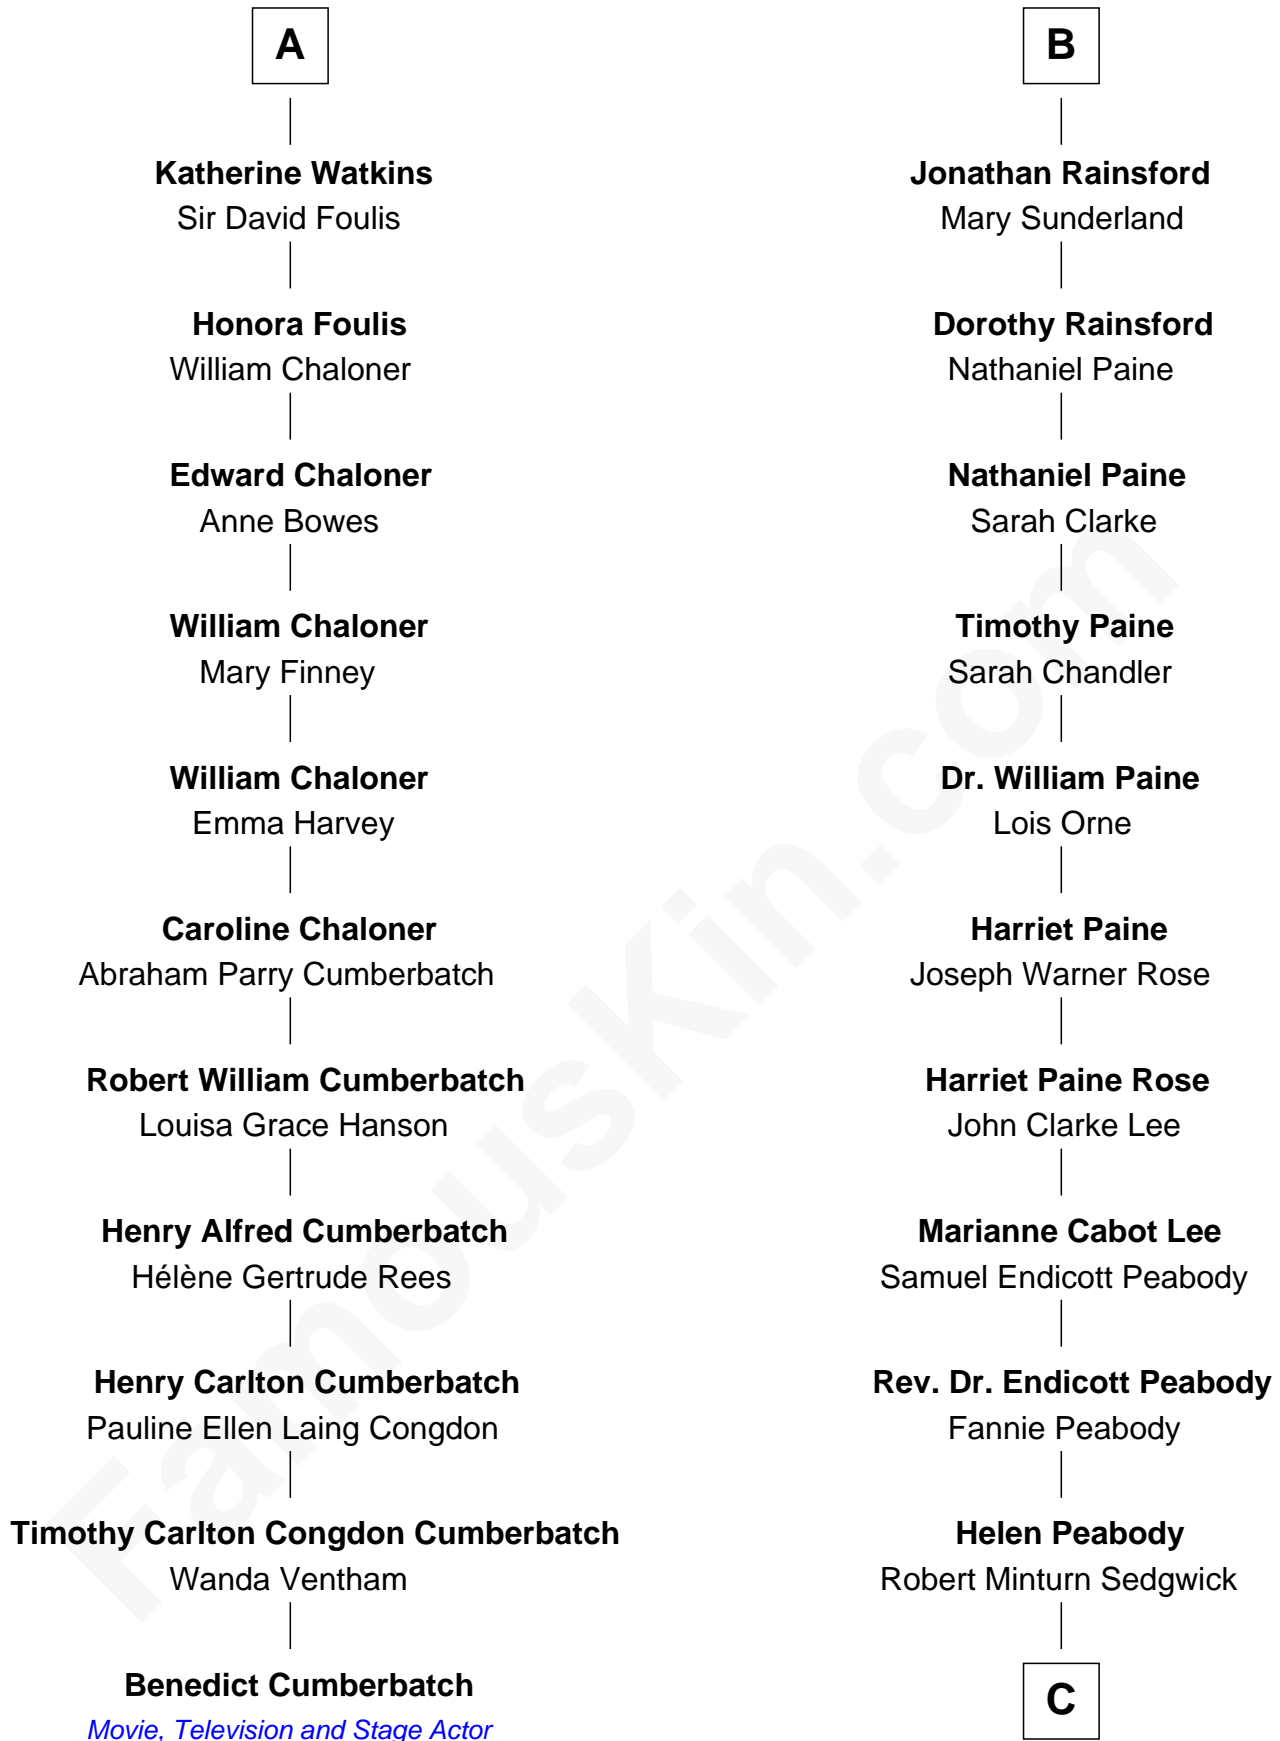 A
Katherine Watkins
Sir David Foulis
Honora Foulis
William Chaloner
Edward Chaloner
Anne Bowes
William Chaloner
Mary Finney
William Chaloner
Emma Harvey
Caroline Chaloner
Abraham Parry Cumberbatch
Robert William Cumberbatch
Louisa Grace Hanson
Henry Alfred Cumberbatch
Hélène Gertrude Rees
Henry Carlton Cumberbatch
Pauline Ellen Laing Congdon
Timothy Carlton Congdon Cumberbatch
Wanda Ventham
Benedict Cumberbatch
Movie, Television and Stage Actor
B
Jonathan Rainsford
Mary Sunderland
Dorothy Rainsford
Nathaniel Paine
Nathaniel Paine
Sarah Clarke
Timothy Paine
Sarah Chandler
Dr. William Paine
Lois Orne
Harriet Paine
Joseph Warner Rose
Harriet Paine Rose
John Clarke Lee
Marianne Cabot Lee
Samuel Endicott Peabody
Rev. Dr. Endicott Peabody
Fannie Peabody
Helen Peabody
Robert Minturn Sedgwick
C
FamousKin.com